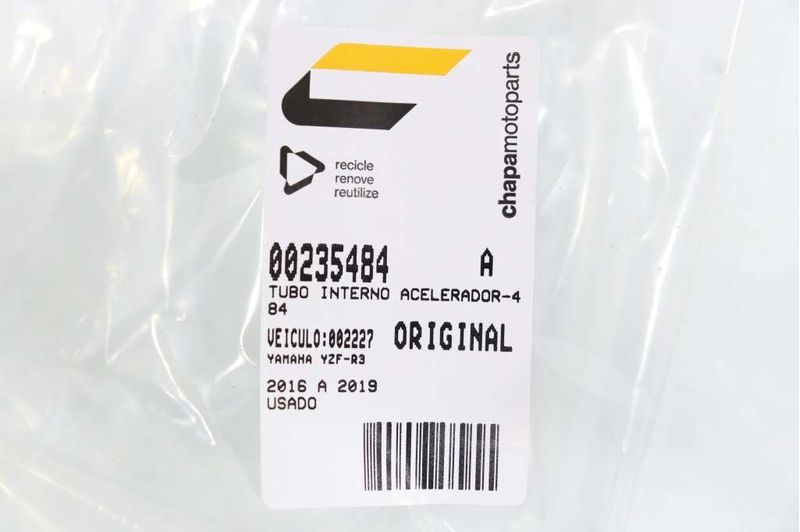 chapamotoparts
recicle
renove
reutilize
00235484 A
TUBO INTERNO ACELERADOR-4
84
VEICULO:002227 ORIGINAL
YAMAHA YZF-R3
2016 A 2019
USADO